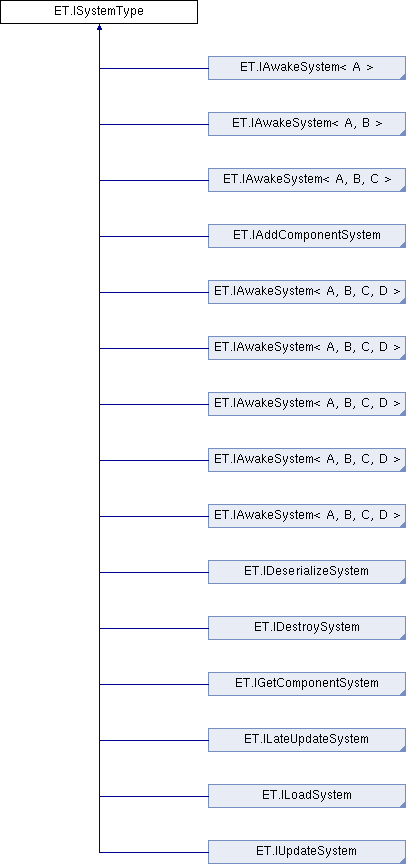 ET.ISystemType
ET.IAwakeSystem< A >
ET.IAwakeSystem< A, B >
ET.IAwakeSystem< A, B, C >
ET.IAddComponentSystem
ET.IAwakeSystem< A, B, C, D >
ET.IAwakeSystem< A, B, C, D >
ET.IAwakeSystem< A, B, C, D >
ET.IAwakeSystem< A, B, C, D >
ET.IAwakeSystem< A, B, C, D >
ET.IDeserializeSystem
ET.IDestroySystem
ET.IGetComponentSystem
ET.ILateUpdateSystem
ET.ILoadSystem
ET.IUpdateSystem